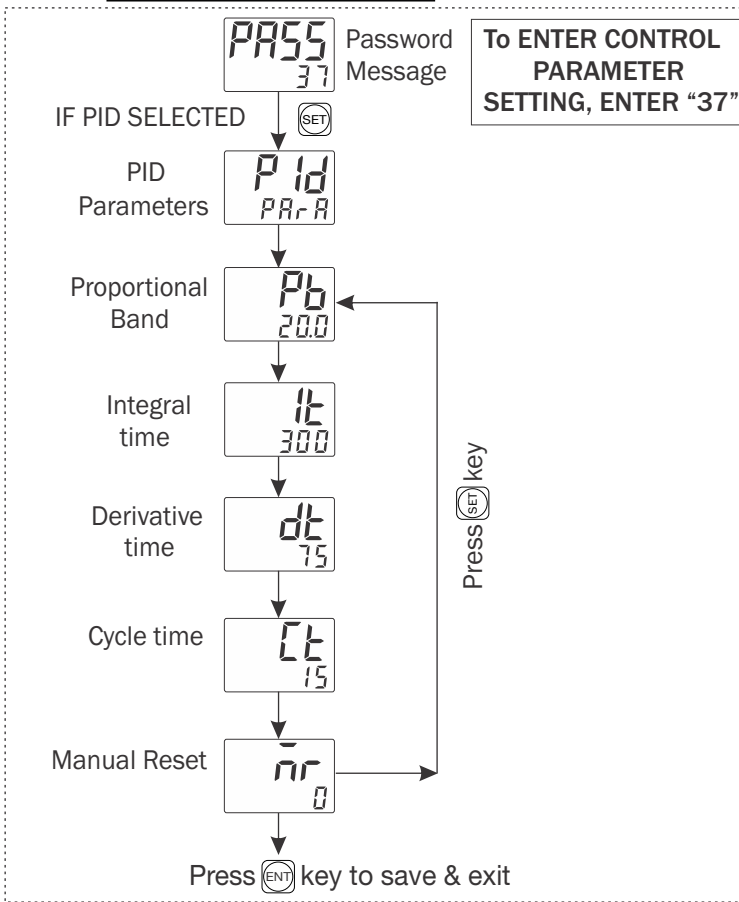 PASS
37
Password
Message
To ENTER CONTROL
PARAMETER
SETTING, ENTER “37”
IF PID SELECTED
SET
PID
Parameters
PId
PArA
Proportional
Band
Pb
20.0
Integral
time
It
300
Derivative
time
dt
75
Cycle time
Ct
15
Manual Reset
n̄r
0
Press SET key
Press ENT key to save & exit